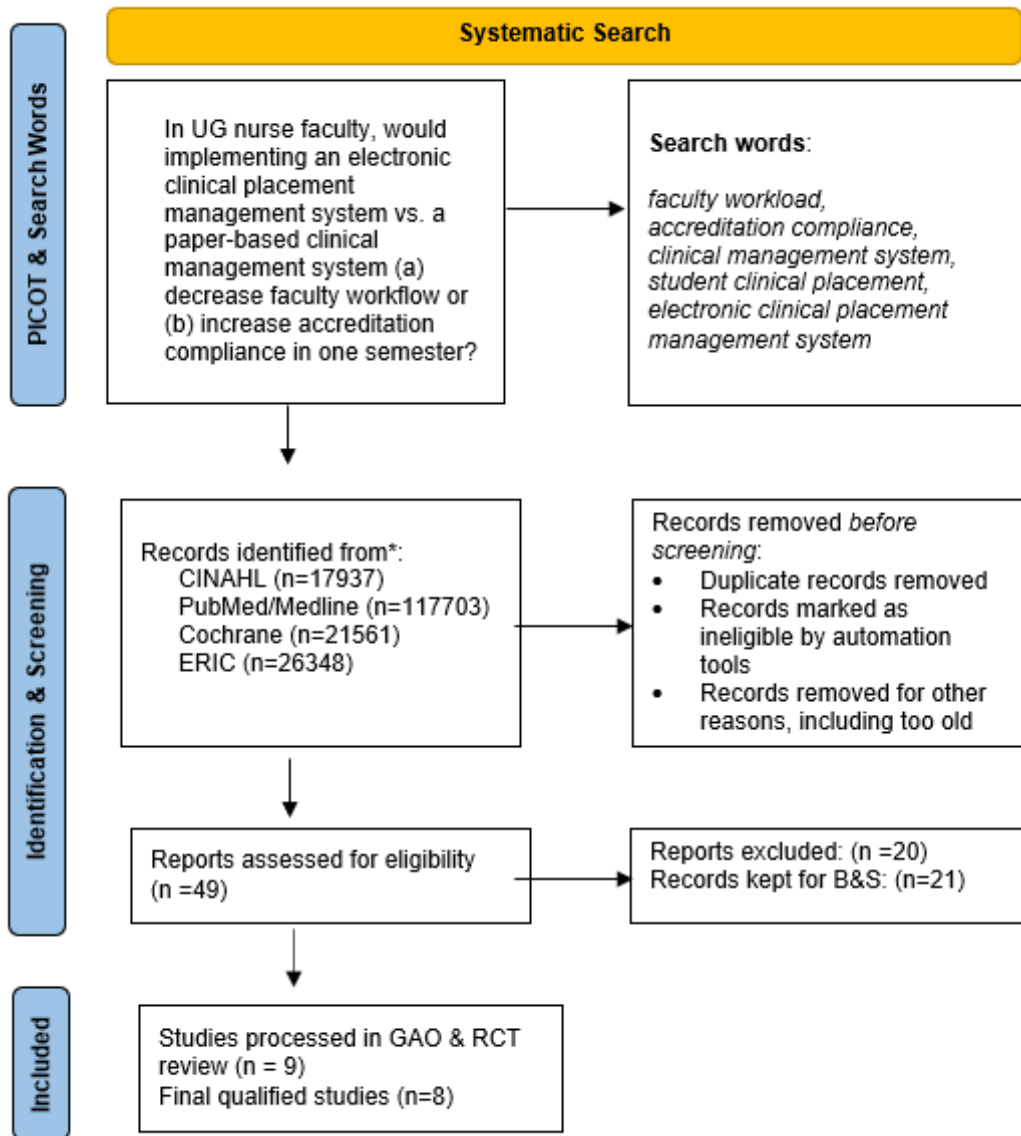 Systematic Search
PICOT & Search Words
In UG nurse faculty, would
implementing an electronic
clinical placement
management system vs. a
paper-based clinical
management system (a)
decrease faculty workflow or
(b) increase accreditation
compliance in one semester?
Search words:
faculty workload,
accreditation compliance,
clinical management system,
student clinical placement,
electronic clinical placement
management system
Identification & Screening
Records identified from*:
CINAHL (n=17937)
PubMed/Medline (n=117703)
Cochrane (n=21561)
ERIC (n=26348)
Records removed before
screening:
• Duplicate records removed
• Records marked as
ineligible by automation
tools
• Records removed for other
reasons, including too old
Reports assessed for eligibility
(n =49)
Reports excluded: (n =20)
Records kept for B&S: (n=21)
Included
Studies processed in GAO & RCT
review (n = 9)
Final qualified studies (n=8)